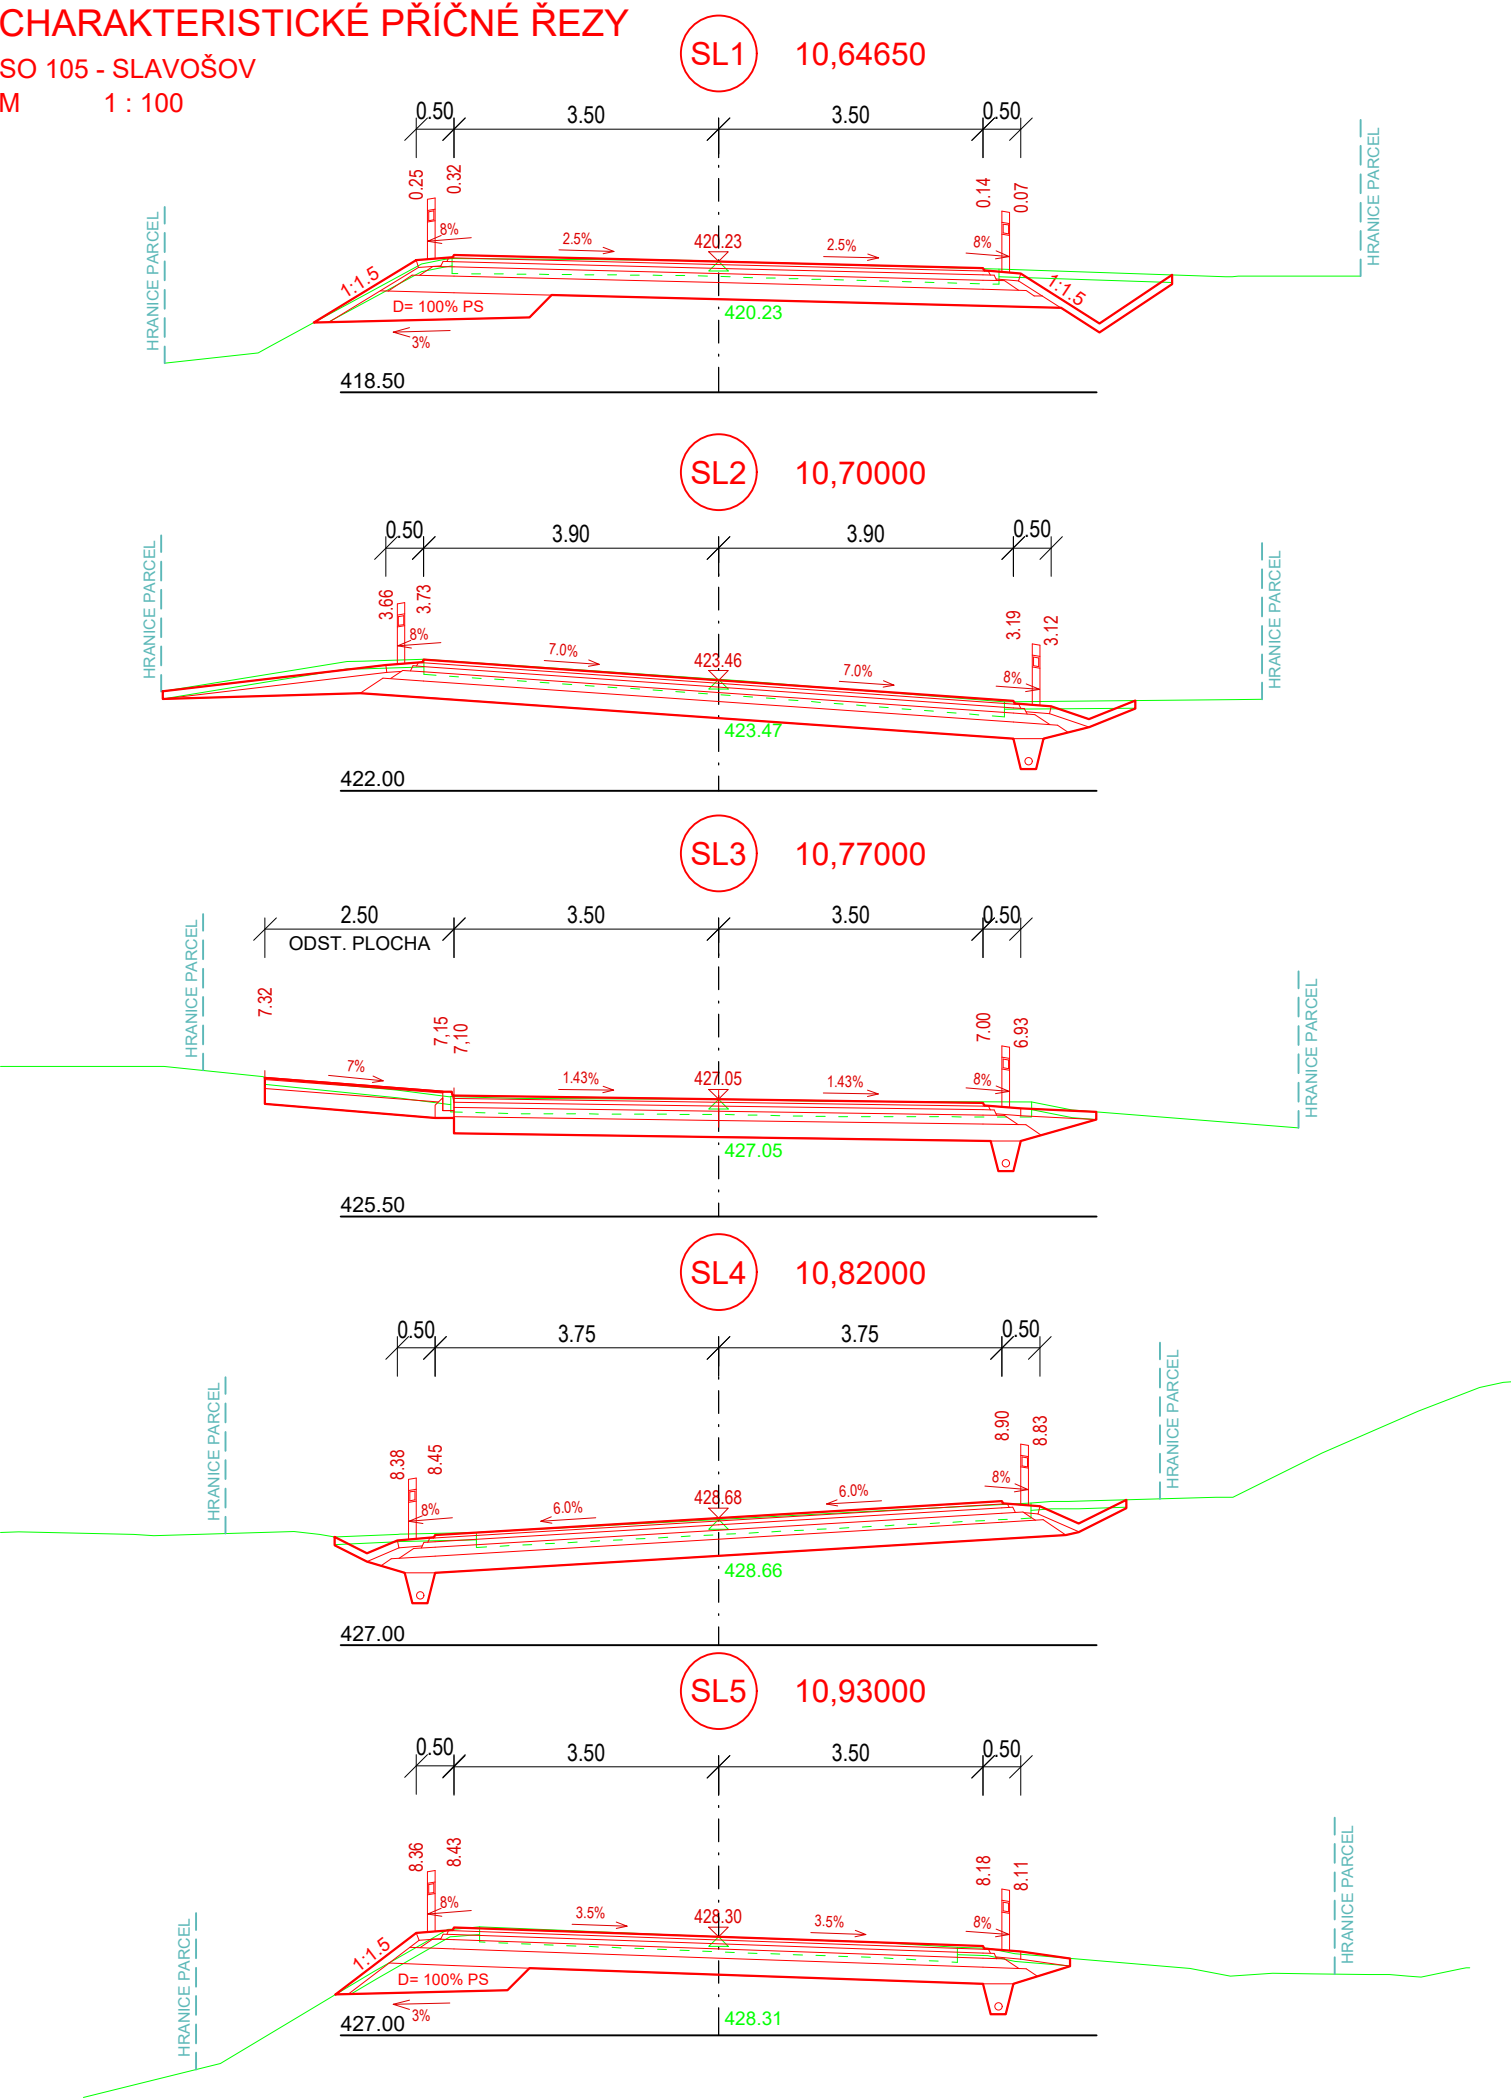 CHARAKTERISTICKÉ PŘÍČNÉ ŘEZY
SO 105 - SLAVOŠOV
M 1 : 100
SL1 10,64650
0.50 3.50 3.50 0.50
0.25 0.32 0.14 0.07
HRANICE PARCEL
HRANICE PARCEL
8% 2.5% 420.23 2.5% 8%
1:1.5 1:1.5
D= 100% PS
420.23
3%
418.50
SL2 10,70000
0.50 3.90 3.90 0.50
3.66 3.73 3.19 3.12
HRANICE PARCEL
HRANICE PARCEL
8% 7.0% 423.46 7.0% 8%
423.47
422.00
SL3 10,77000
2.50 3.50 3.50 0.50
ODST. PLOCHA
HRANICE PARCEL
HRANICE PARCEL
7.32 7,15 7,10 7.00 6.93
7% 1.43% 427.05 1.43% 8%
427.05
425.50
SL4 10,82000
0.50 3.75 3.75 0.50
HRANICE PARCEL
HRANICE PARCEL
8.38 8.45 8.90 8.83
8% 6.0% 428.68 6.0% 8%
428.66
427.00
SL5 10,93000
0.50 3.50 3.50 0.50
8.36 8.43 8.18 8.11
HRANICE PARCEL
HRANICE PARCEL
8% 3.5% 428.30 3.5% 8%
1:1.5
D= 100% PS
3%
428.31
427.00